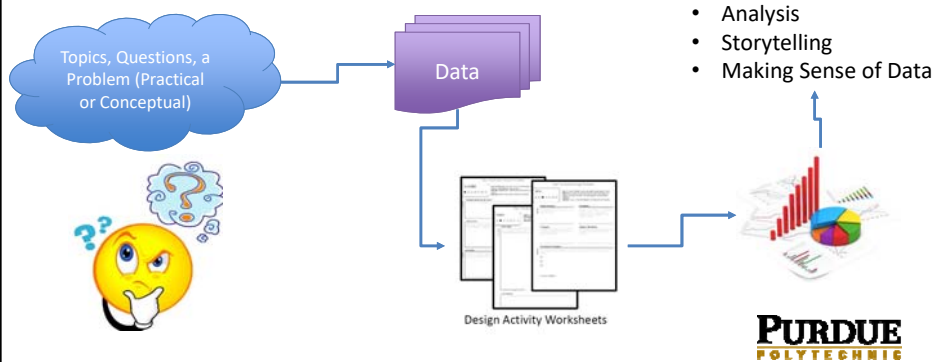 Topics, Questions, a
Problem (Practical
or Conceptual)
Data
• Analysis
• Storytelling
• Making Sense of Data
Design Activity Worksheets
PURDUE
POLYTECHNIC